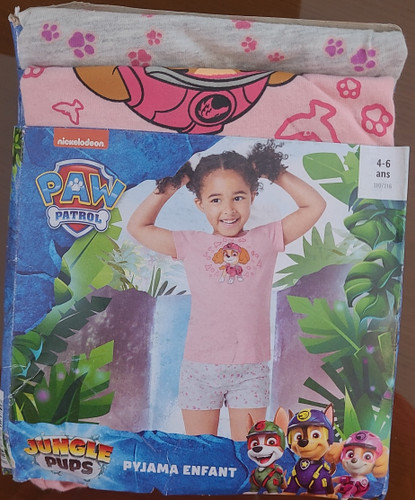 nickelodeon
PAW
PATROL
4-6
ans
JUNGLE
PUPS
PYJAMA ENFANT